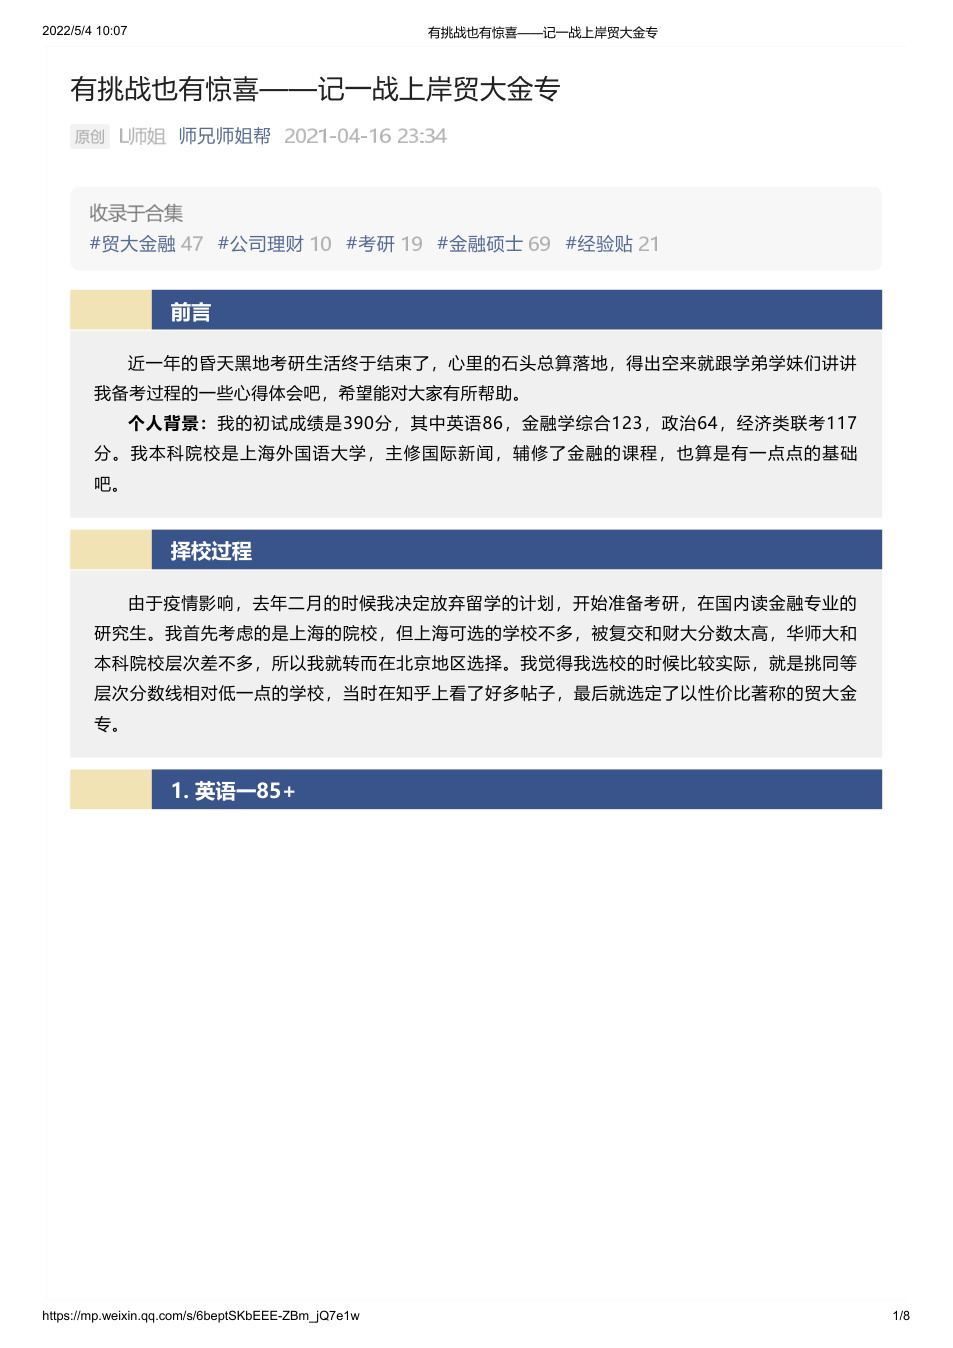 2022/5/4 10:07 有挑战也有惊喜——记一战上岸贸大金专
有挑战也有惊喜——记一战上岸贸大金专
原创 L师姐 师兄师姐帮 2021-04-16 23:34
收录于合集
#贸大金融 47 #公司理财 10 #考研 19 #金融硕士 69 #经验贴 21
前言
近一年的昏天黑地考研生活终于结束了，心里的石头总算落地，得出空来就跟学弟学妹们讲讲
我备考过程的一些心得体会吧，希望能对大家有所帮助。
个人背景：我的初试成绩是390分，其中英语86，金融学综合123，政治64，经济类联考117
分。我本科院校是上海外国语大学，主修国际新闻，辅修了金融的课程，也算是有一点点的基础
吧。
择校过程
由于疫情影响，去年二月的时候我决定放弃留学的计划，开始准备考研，在国内读金融专业的
研究生。我首先考虑的是上海的院校，但上海可选的学校不多，被复交和财大分数太高，华师大和
本科院校层次差不多，所以我就转而在北京地区选择。我觉得我选校的时候比较实际，就是挑同等
层次分数线相对低一点的学校，当时在知乎上看了好多帖子，最后就选定了以性价比著称的贸大金
专。
1. 英语一85+
https://mp.weixin.qq.com/s/6beptSKbEEE-ZBm_jQ7e1w 1/8